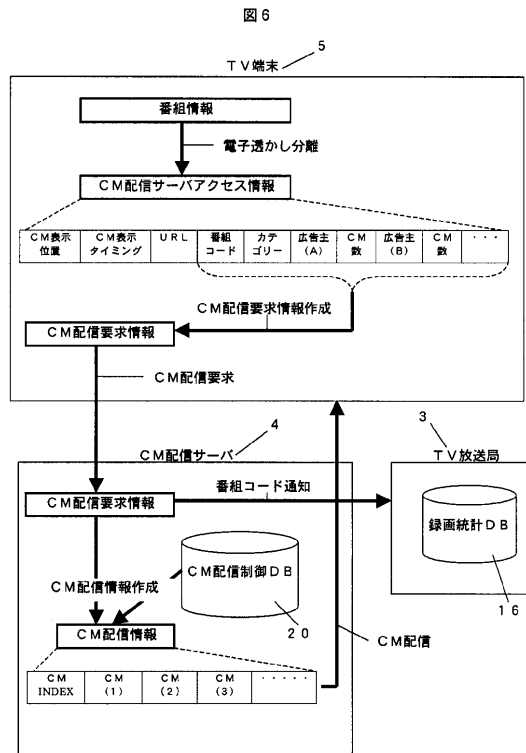 図6
5
TV端末
番組情報
電子透かし分離
CM配信サーバアクセス情報
CM表示 CM表示 URL 番組 カテ 広告主 CM 広告主 CM ・・・
位置 タイミング コード ゴリー (A) 数 (B) 数
CM配信要求情報作成
CM配信要求情報
CM配信要求
4
CM配信サーバ
3
TV放送局
CM配信要求情報
番組コード通知
録画統計DB
16
CM配信制御DB
20
CM配信情報作成
CM配信情報
CM配信
CM CM CM CM ・・・・・
INDEX (1) (2) (3)